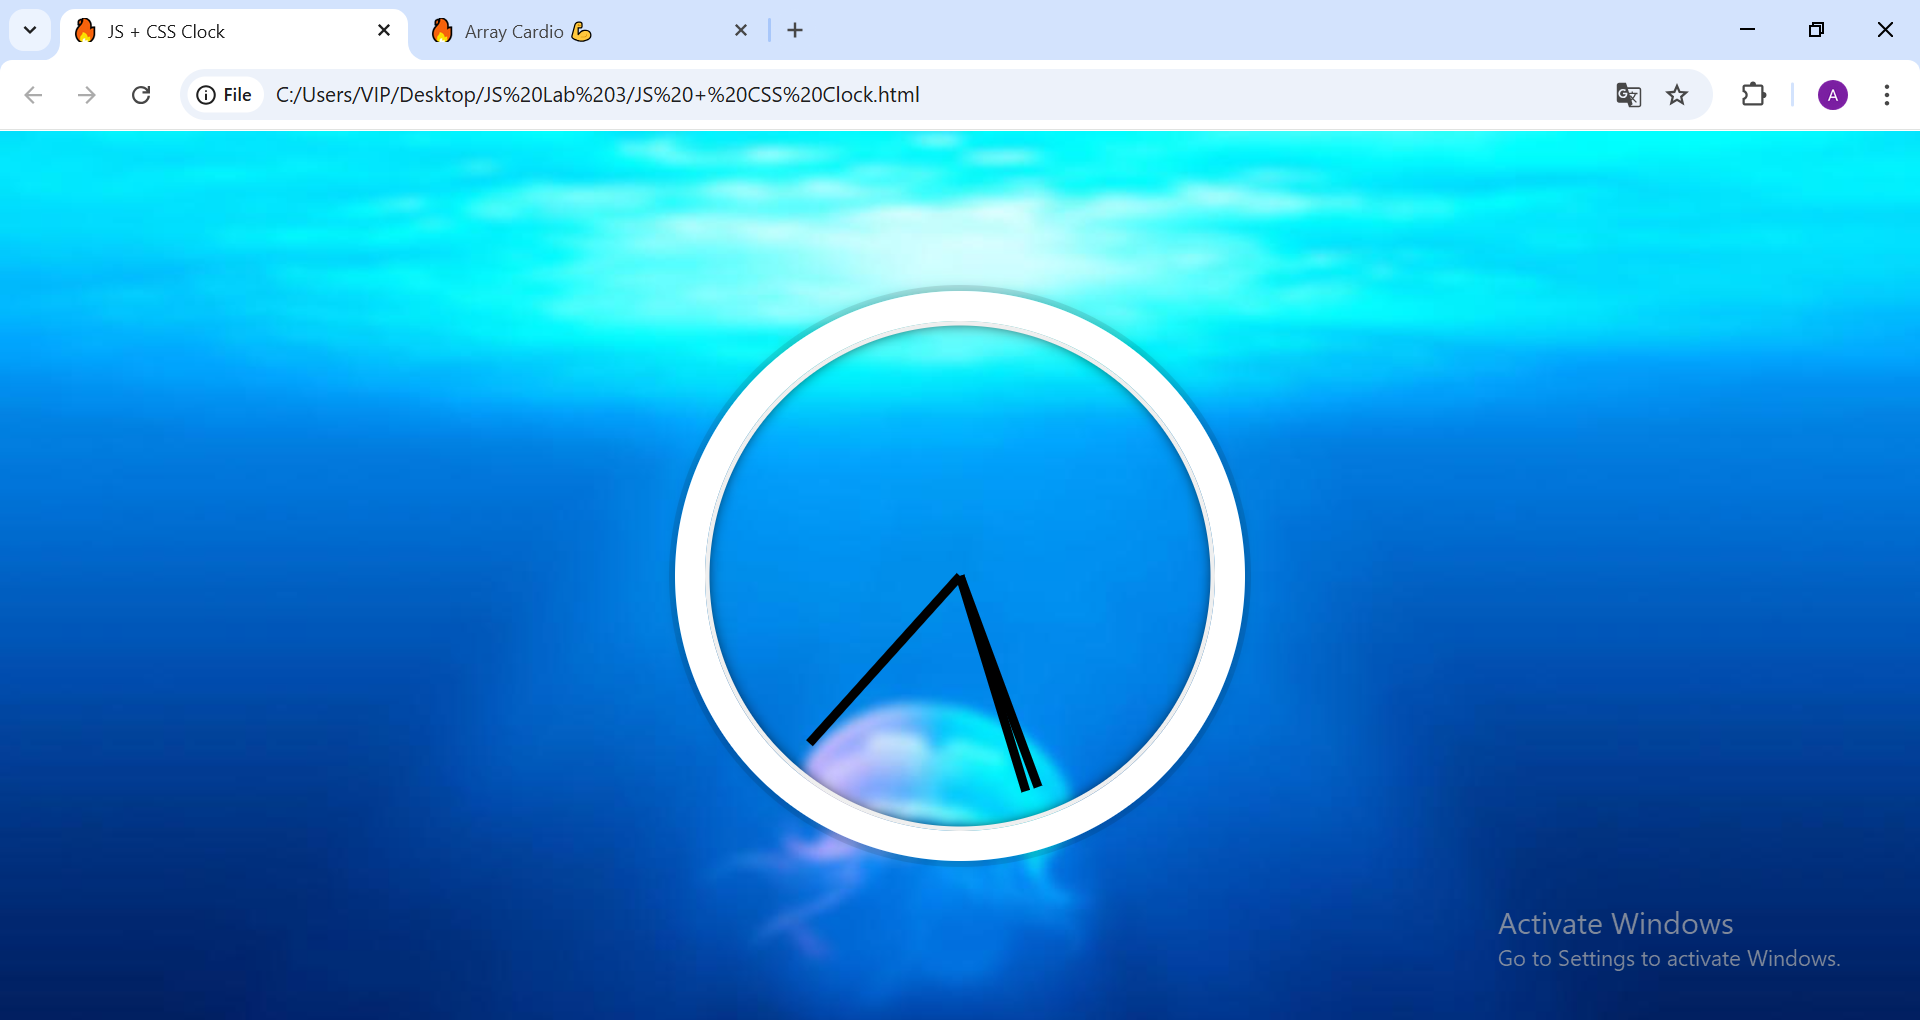 JS + CSS Clock
Array Cardio 💪
File
C:/Users/VIP/Desktop/JS%20Lab%203/JS%20+%20CSS%20Clock.html
A
Activate Windows
Go to Settings to activate Windows.